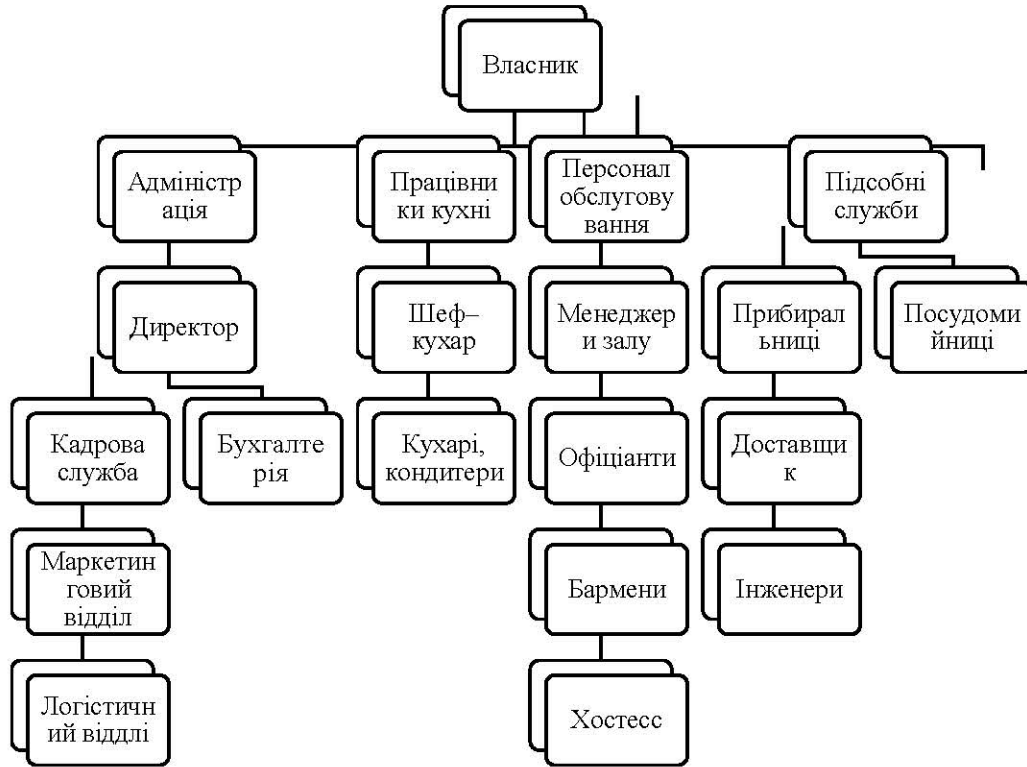 Власник
Адміністр
ація
Працівни
ки кухні
Персонал
обслугову
вання
Підсобні
служби
Директор
Шеф–
кухар
Менеджер
и залу
Прибирал
ьниці
Посудоми
йниці
Кадрова
служба
Бухгалте
рія
Кухарі,
кондитери
Офіціанти
Доставщи
к
Маркетин
говий
відділ
Бармени
Інженери
Логістичн
ий віддлі
Хостесс